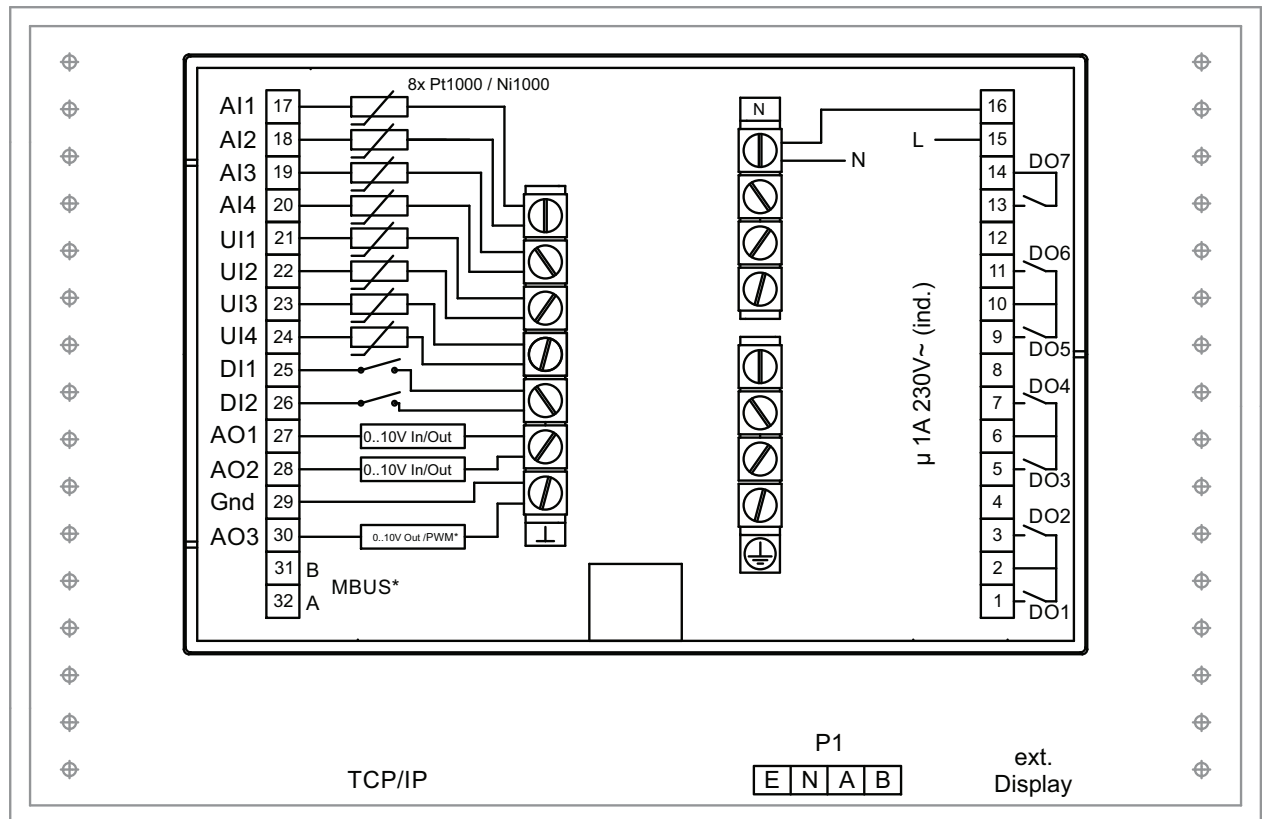 8x Pt1000 / Ni1000
AI1 17
AI2 18
AI3 19
AI4 20
UI1 21
UI2 22
UI3 23
UI4 24
DI1 25
DI2 26
AO1 27 0..10V In/Out
AO2 28 0..10V In/Out
Gnd 29
AO3 30 0..10V Out /PWM*
31 B
MBUS*
32 A
N
N
L
µ 1A 230V~ (ind.)
16
15
14 DO7
13
12
11 DO6
10
9 DO5
8
7 DO4
6
5 DO3
4
3 DO2
2
1 DO1
TCP/IP
P1
E N A B
ext.
Display